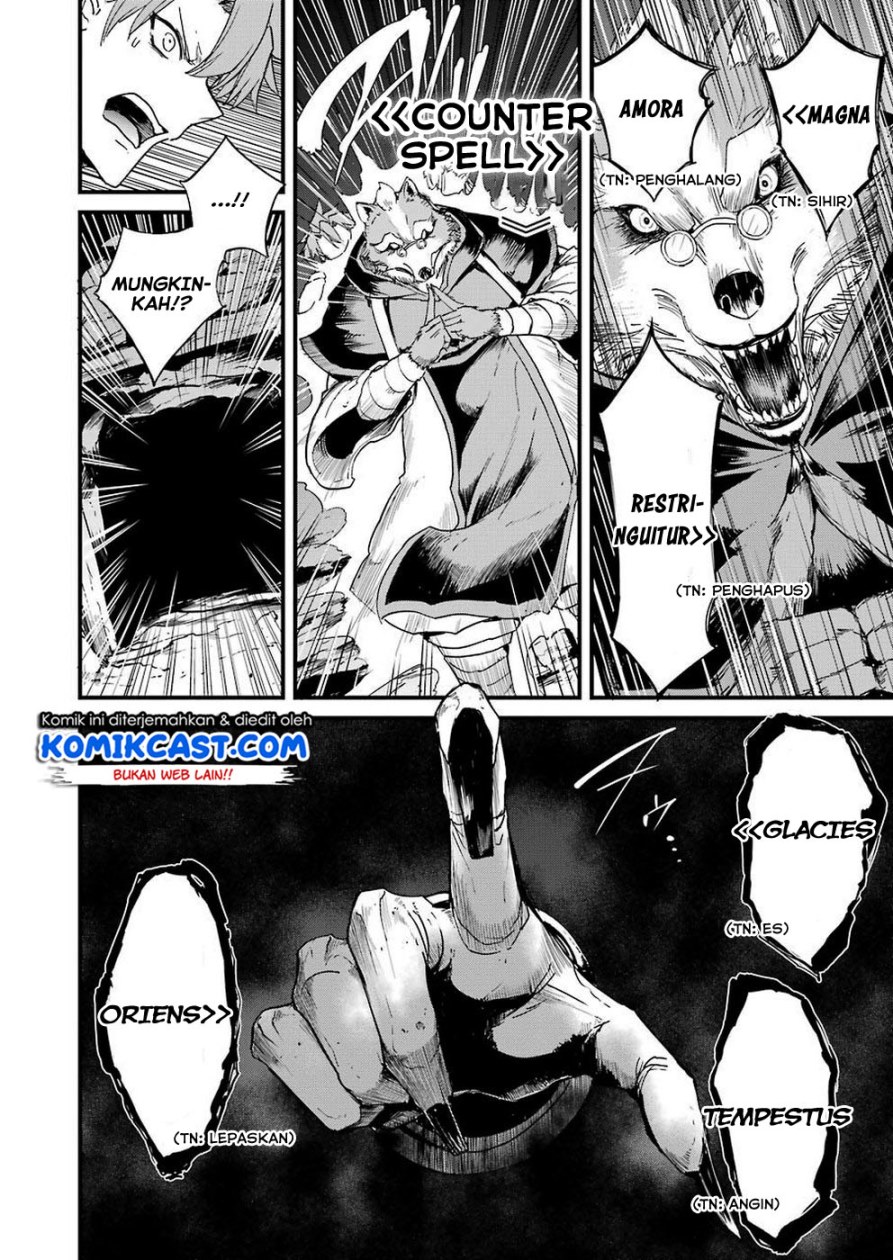 <<MAGNA
(TN: SIHIR)
AMORA
(TN: PENGHALANG)
RESTRI-
NGUITUR>>
(TN: PENGHAPUS)
<<COUNTER
SPELL>>
....!!
MUNGKIN-
KAH!?
Komik ini diterjemahkan & diedit oleh
KOMIKCAST.COM
BUKAN WEB LAIN!!
<<GLACIES
(TN: ES)
TEMPESTUS
(TN: ANGIN)
ORIENS>>
(TN: LEPASKAN)